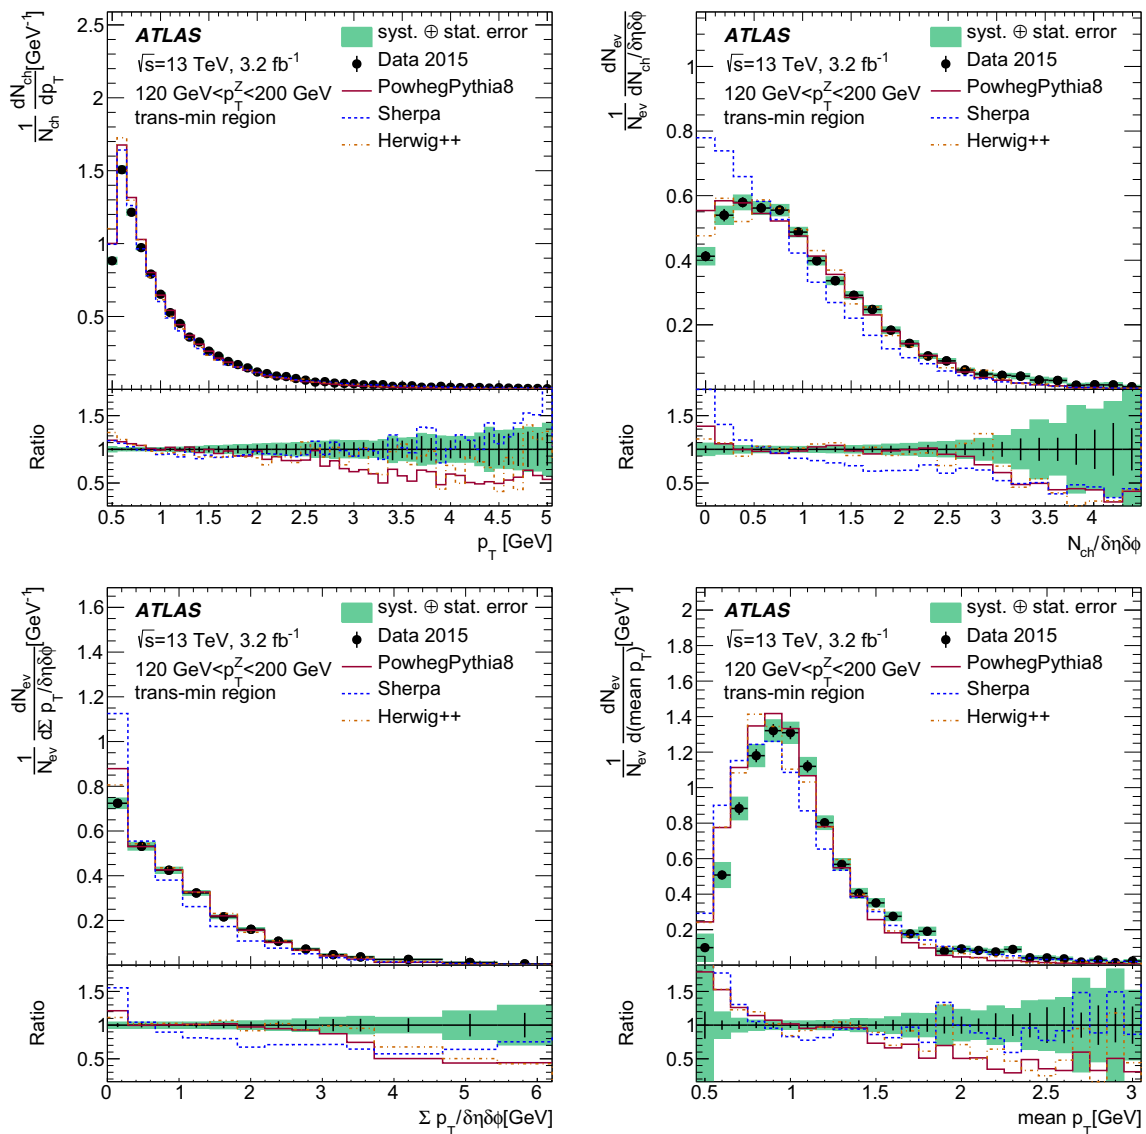 ATLAS
√s=13 TeV, 3.2 fb⁻¹
120 GeV<p_T^Z<200 GeV
trans-min region
syst. ⊕ stat. error
Data 2015
PowhegPythia8
Sherpa
Herwig++
1/N_ch dN_ch/dp_T [GeV⁻¹]
2.5
2
1.5
1
0.5
Ratio
1.5
1
0.5
0.5 1 1.5 2 2.5 3 3.5 4 4.5 5
p_T [GeV]
ATLAS
√s=13 TeV, 3.2 fb⁻¹
120 GeV<p_T^Z<200 GeV
trans-min region
syst. ⊕ stat. error
Data 2015
PowhegPythia8
Sherpa
Herwig++
1/N_ev dN_ev/dN_ch/δηδϕ
1
0.8
0.6
0.4
0.2
Ratio
1.5
1
0.5
0 0.5 1 1.5 2 2.5 3 3.5 4
N_ch/δηδϕ
ATLAS
√s=13 TeV, 3.2 fb⁻¹
120 GeV<p_T^Z<200 GeV
trans-min region
syst. ⊕ stat. error
Data 2015
PowhegPythia8
Sherpa
Herwig++
1/N_ev dN_ev/dΣ p_T/δηδϕ [GeV⁻¹]
1.6
1.4
1.2
1
0.8
0.6
0.4
0.2
Ratio
1.5
1
0.5
0 1 2 3 4 5 6
Σ p_T/δηδϕ[GeV]
ATLAS
√s=13 TeV, 3.2 fb⁻¹
120 GeV<p_T^Z<200 GeV
trans-min region
syst. ⊕ stat. error
Data 2015
PowhegPythia8
Sherpa
Herwig++
1/N_ev dN_ev/d(mean p_T) [GeV⁻¹]
2
1.8
1.6
1.4
1.2
1
0.8
0.6
0.4
0.2
Ratio
1.5
1
0.5
0.5 1 1.5 2 2.5 3
mean p_T [GeV]